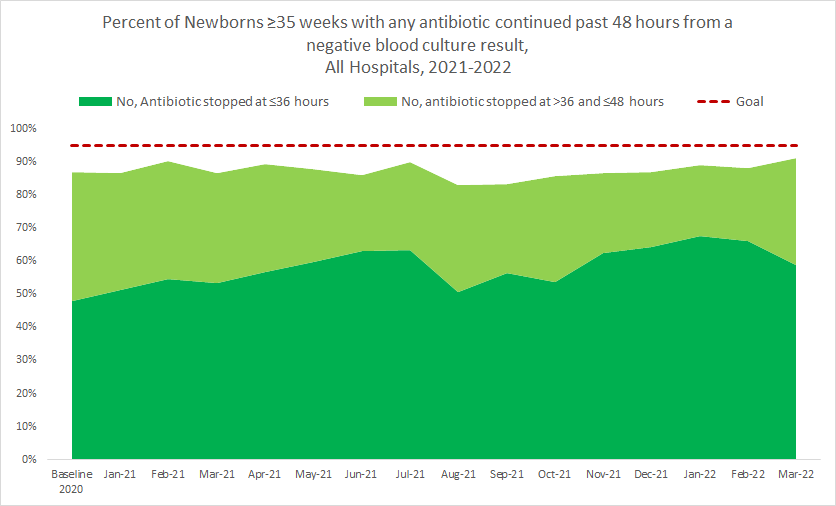 Percent of Newborns ≥35 weeks with any antibiotic continued past 48 hours from a
negative blood culture result,
All Hospitals, 2021-2022
No, Antibiotic stopped at ≤36 hours
No, antibiotic stopped at >36 and ≤48 hours
Goal
100%
90%
80%
70%
60%
50%
40%
30%
20%
10%
0%
Baseline 2020
Jan-21
Feb-21
Mar-21
Apr-21
May-21
Jun-21
Jul-21
Aug-21
Sep-21
Oct-21
Nov-21
Dec-21
Jan-22
Feb-22
Mar-22